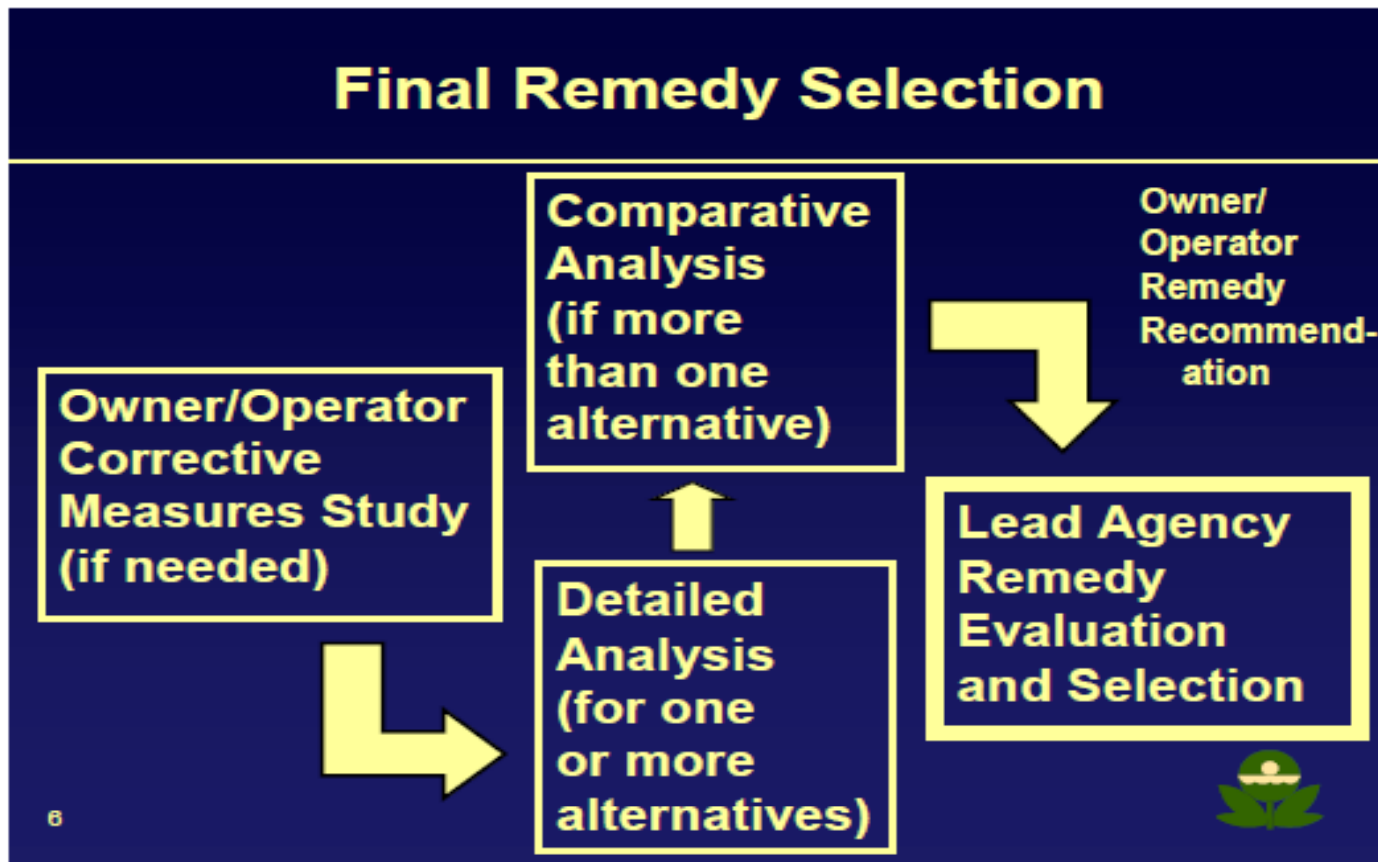 Final Remedy Selection
Owner/Operator
Corrective
Measures Study
(if needed)
Detailed
Analysis
(for one
or more
alternatives)
Comparative
Analysis
(if more
than one
alternative)
Owner/
Operator
Remedy
Recommend-
ation
Lead Agency
Remedy
Evaluation
and Selection
6